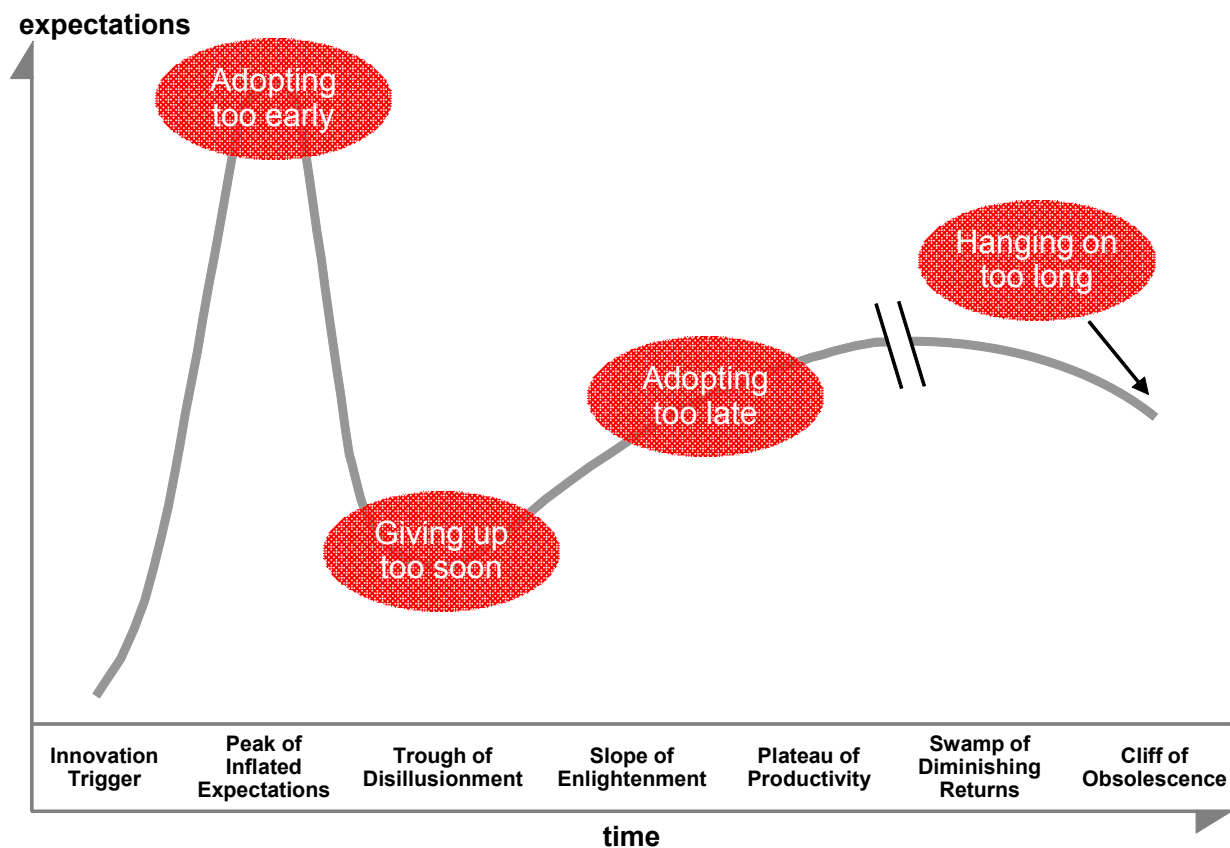 expectations
Adopting
too early
Hanging on
too long
Adopting
too late
Giving up
too soon
Innovation
Trigger
Peak of
Inflated
Expectations
Trough of
Disillusionment
Slope of
Enlightenment
Plateau of
Productivity
Swamp of
Diminishing
Returns
Cliff of
Obsolescence
time